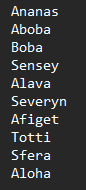 Ananas
Aboba
Boba
Sensey
Alava
Severyn
Afiget
Totti
Sfera
Aloha